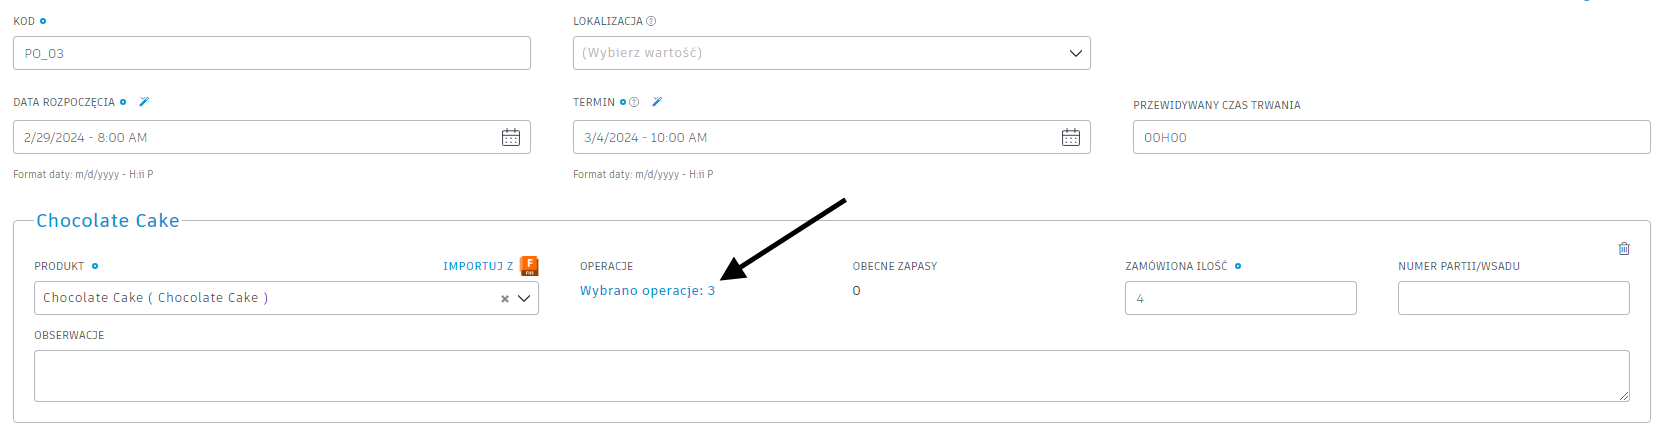 KOD
LOKALIZACJA
PO_03
(Wybierz wartość)
DATA ROZPOCZĘCIA
TERMIN
PRZEWIDYWANY CZAS TRWANIA
2/29/2024 - 8:00 AM
3/4/2024 - 10:00 AM
00H00
Format daty: m/d/yyyy - H:ii P
Format daty: m/d/yyyy - H:ii P
Chocolate Cake
PRODUKT
IMPORTUJ Z
OPERACJE
OBECNE ZAPASY
ZAMÓWIONA ILOŚĆ
NUMER PARTII/WSADU
Chocolate Cake ( Chocolate Cake )
Wybrano operacje: 3
0
4
OBSERWACJE